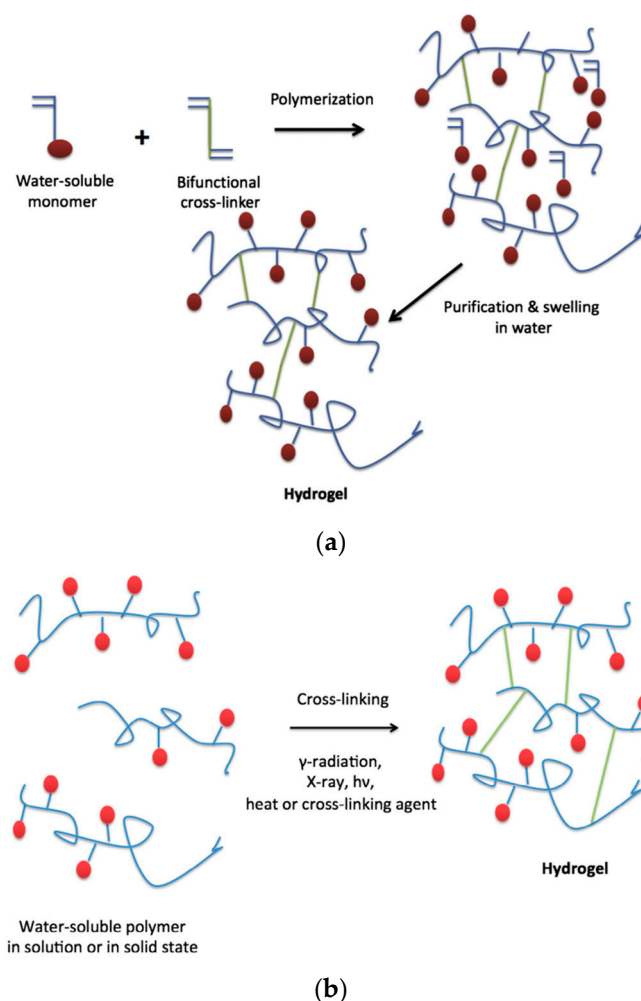 Polymerization
+
Water-soluble
monomer
Bifunctional
cross-linker
Purification & swelling
in water
Hydrogel
(a)
Cross-linking
γ-radiation,
X-ray, hν,
heat or cross-linking agent
Hydrogel
Water-soluble polymer
in solution or in solid state
(b)